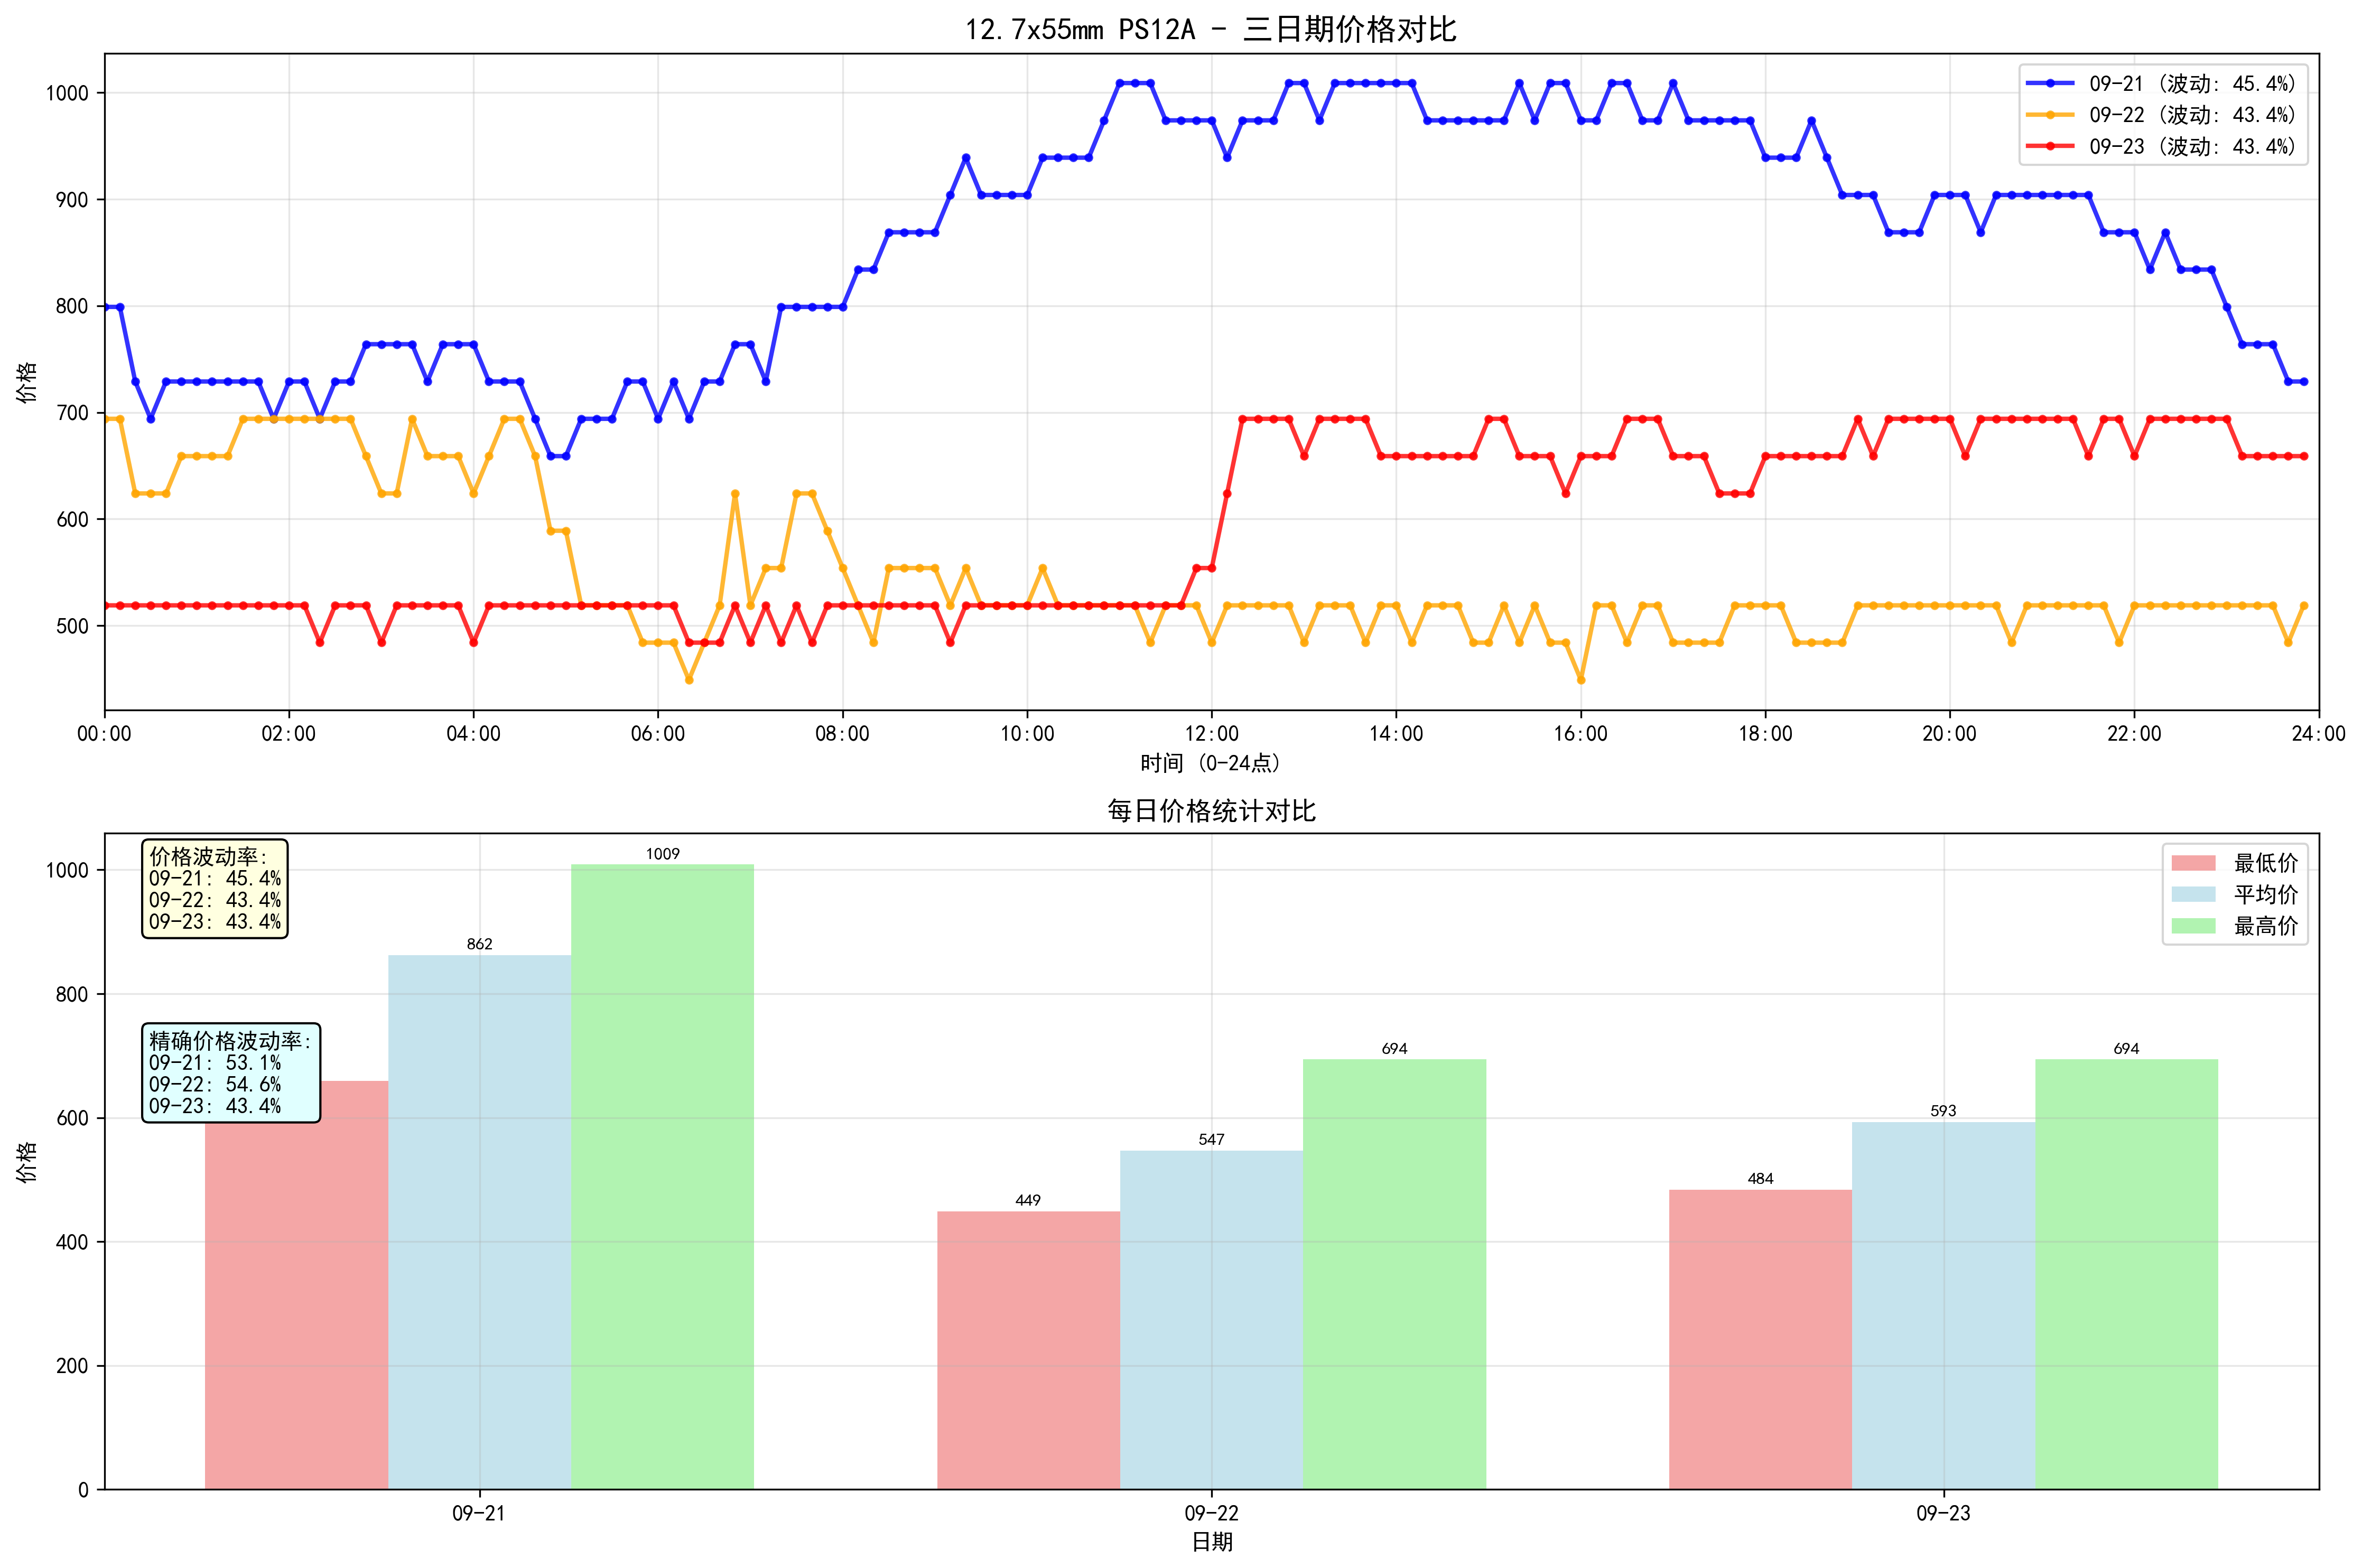 12.7x55mm PS12A - 三日期价格对比
1000
900
800
700
600
500
价格
09-21 (波动: 45.4%)
09-22 (波动: 43.4%)
09-23 (波动: 43.4%)
00:00 02:00 04:00 06:00 08:00 10:00 12:00 14:00 16:00 18:00 20:00 22:00 24:00
时间 (0-24点)
每日价格统计对比
1000
800
600
400
200
0
价格
价格波动率:
09-21: 45.4%
09-22: 43.4%
09-23: 43.4%
精确价格波动率:
09-21: 53.1%
09-22: 54.6%
09-23: 43.4%
862
1009
449
547
694
484
593
694
最低价
平均价
最高价
09-21 09-22 09-23
日期